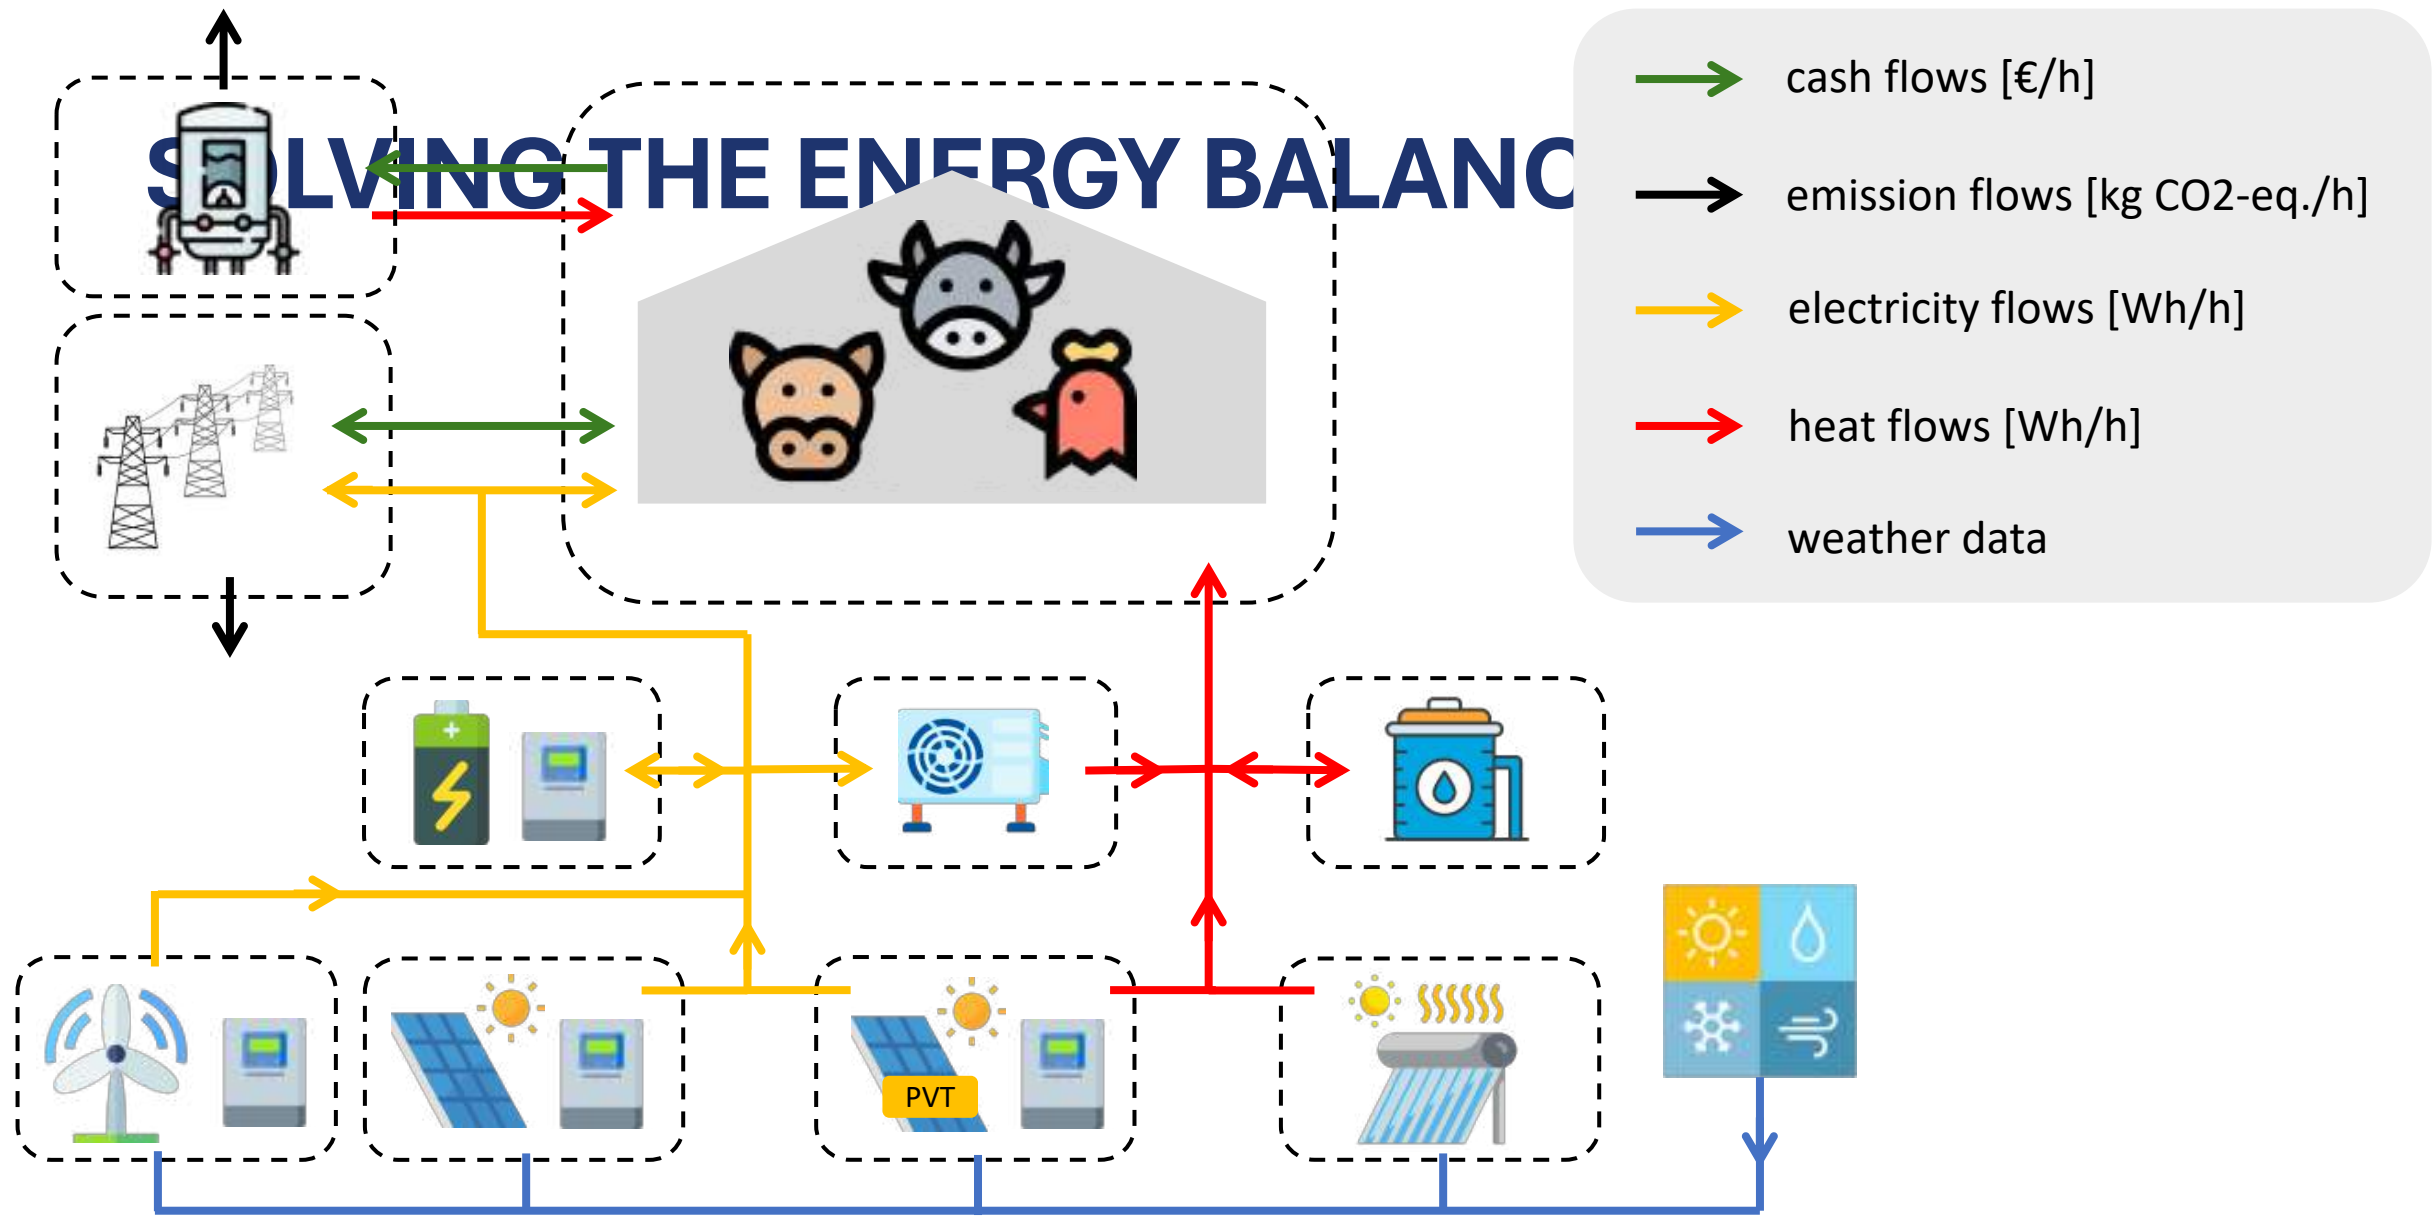 SOLVING THE ENERGY BALANC
cash flows [€/h]
emission flows [kg CO2-eq./h]
electricity flows [Wh/h]
heat flows [Wh/h]
weather data
PVT